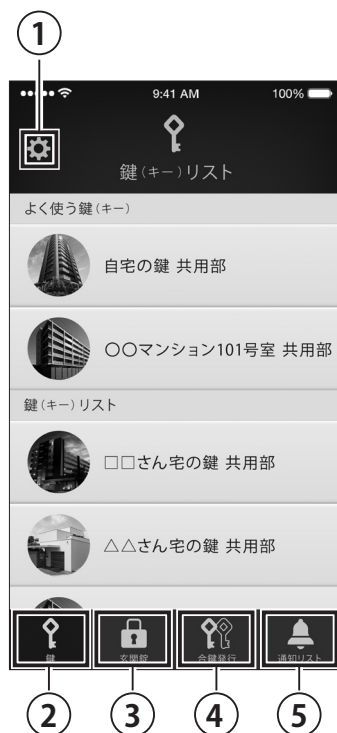 ①
9:41 AM 100%
鍵(キー)リスト
よく使う鍵(キー)
自宅の鍵 共用部
〇〇マンション101号室 共用部
鍵(キー)リスト
□□さん宅の鍵 共用部
△△さん宅の鍵 共用部
鍵 玄関錠 合鍵発行 通知リスト
② ③ ④ ⑤